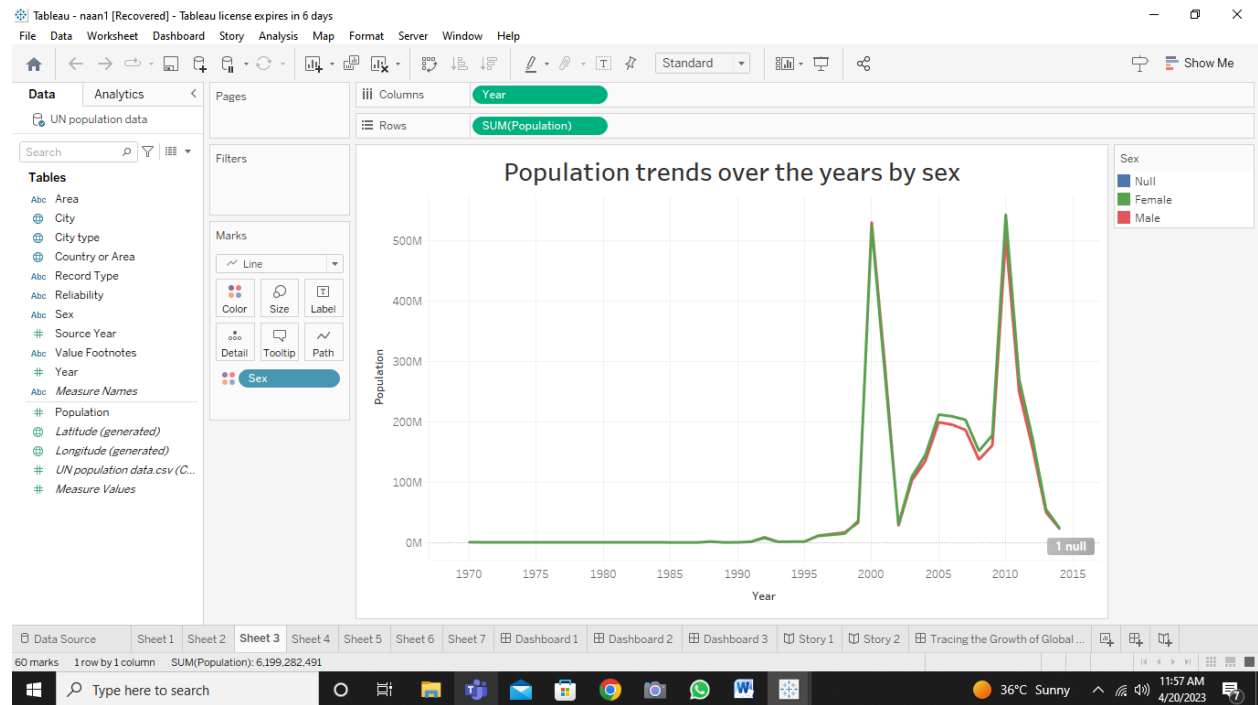 Tableau - naan1 [Recovered] - Tableau license expires in 6 days
File Data Worksheet Dashboard Story Analysis Map Format Server Window Help
Standard
Show Me
Data Analytics
UN population data
Search
Tables
Abc Area
City
City type
Country or Area
Abc Record Type
Abc Reliability
Abc Sex
# Source Year
Abc Value Footnotes
# Year
Abc Measure Names
# Population
Latitude (generated)
Longitude (generated)
# UN population data.csv (C...
# Measure Values
Pages
Filters
Marks
Line
Color Size Label
Detail Tooltip Path
Sex
Columns Year
Rows SUM(Population)
Population trends over the years by sex
500M
400M
300M
200M
100M
0M
Population
1 null
1970 1975 1980 1985 1990 1995 2000 2005 2010 2015
Year
Sex
Null
Female
Male
Data Source Sheet 1 Sheet 2 Sheet 3 Sheet 4 Sheet 5 Sheet 6 Sheet 7 Dashboard 1 Dashboard 2 Dashboard 3 Story 1 Story 2 Tracing the Growth of Global ...
60 marks 1 row by 1 column SUM(Population): 6,199,282,491
Type here to search
36°C Sunny
11:57 AM
4/20/2023
7